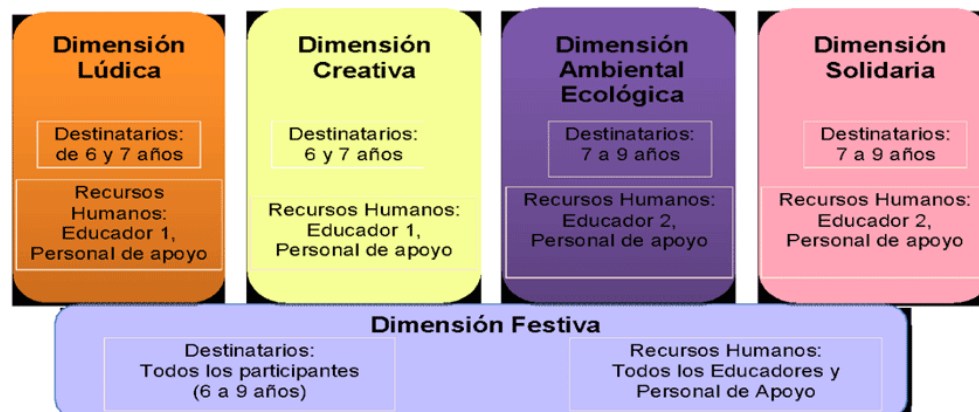 Dimensión
Lúdica
Destinatarios:
de 6 y 7 años
Recursos
Humanos:
Educador 1,
Personal de apoyo
Dimensión
Creativa
Destinatarios:
6 y 7 años
Recursos Humanos:
Educador 1,
Personal de apoyo
Dimensión
Ambiental
Ecológica
Destinatarios:
7 a 9 años
Recursos Humanos:
Educador 2,
Personal de apoyo
Dimensión
Solidaria
Destinatarios:
7 a 9 años
Recursos Humanos:
Educador 2,
Personal de apoyo
Dimensión Festiva
Destinatarios:
Todos los participantes
(6 a 9 años)
Recursos Humanos:
Todos los Educadores y
Personal de Apoyo